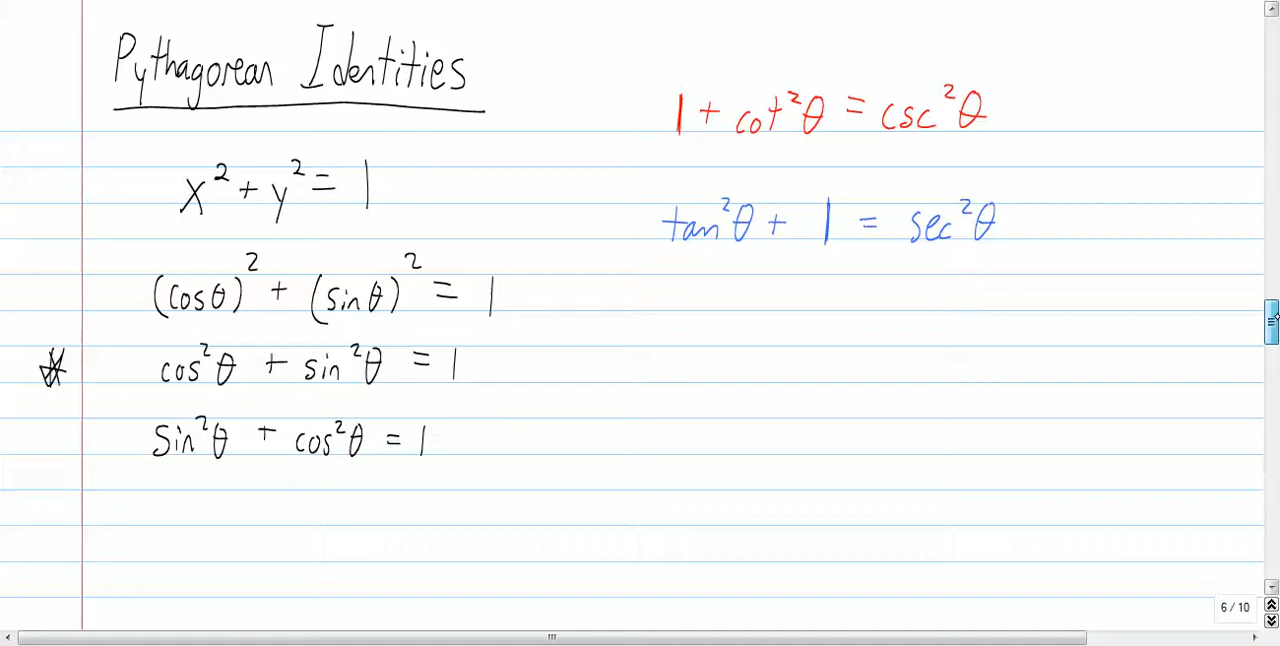 Pythagorean Identities
x² + y² = 1
(cosθ)² + (sinθ)² = 1
cos²θ + sin²θ = 1
Sin²θ + cos²θ = 1
1 + cot²θ = csc²θ
tan²θ + 1 = sec²θ
6 / 10